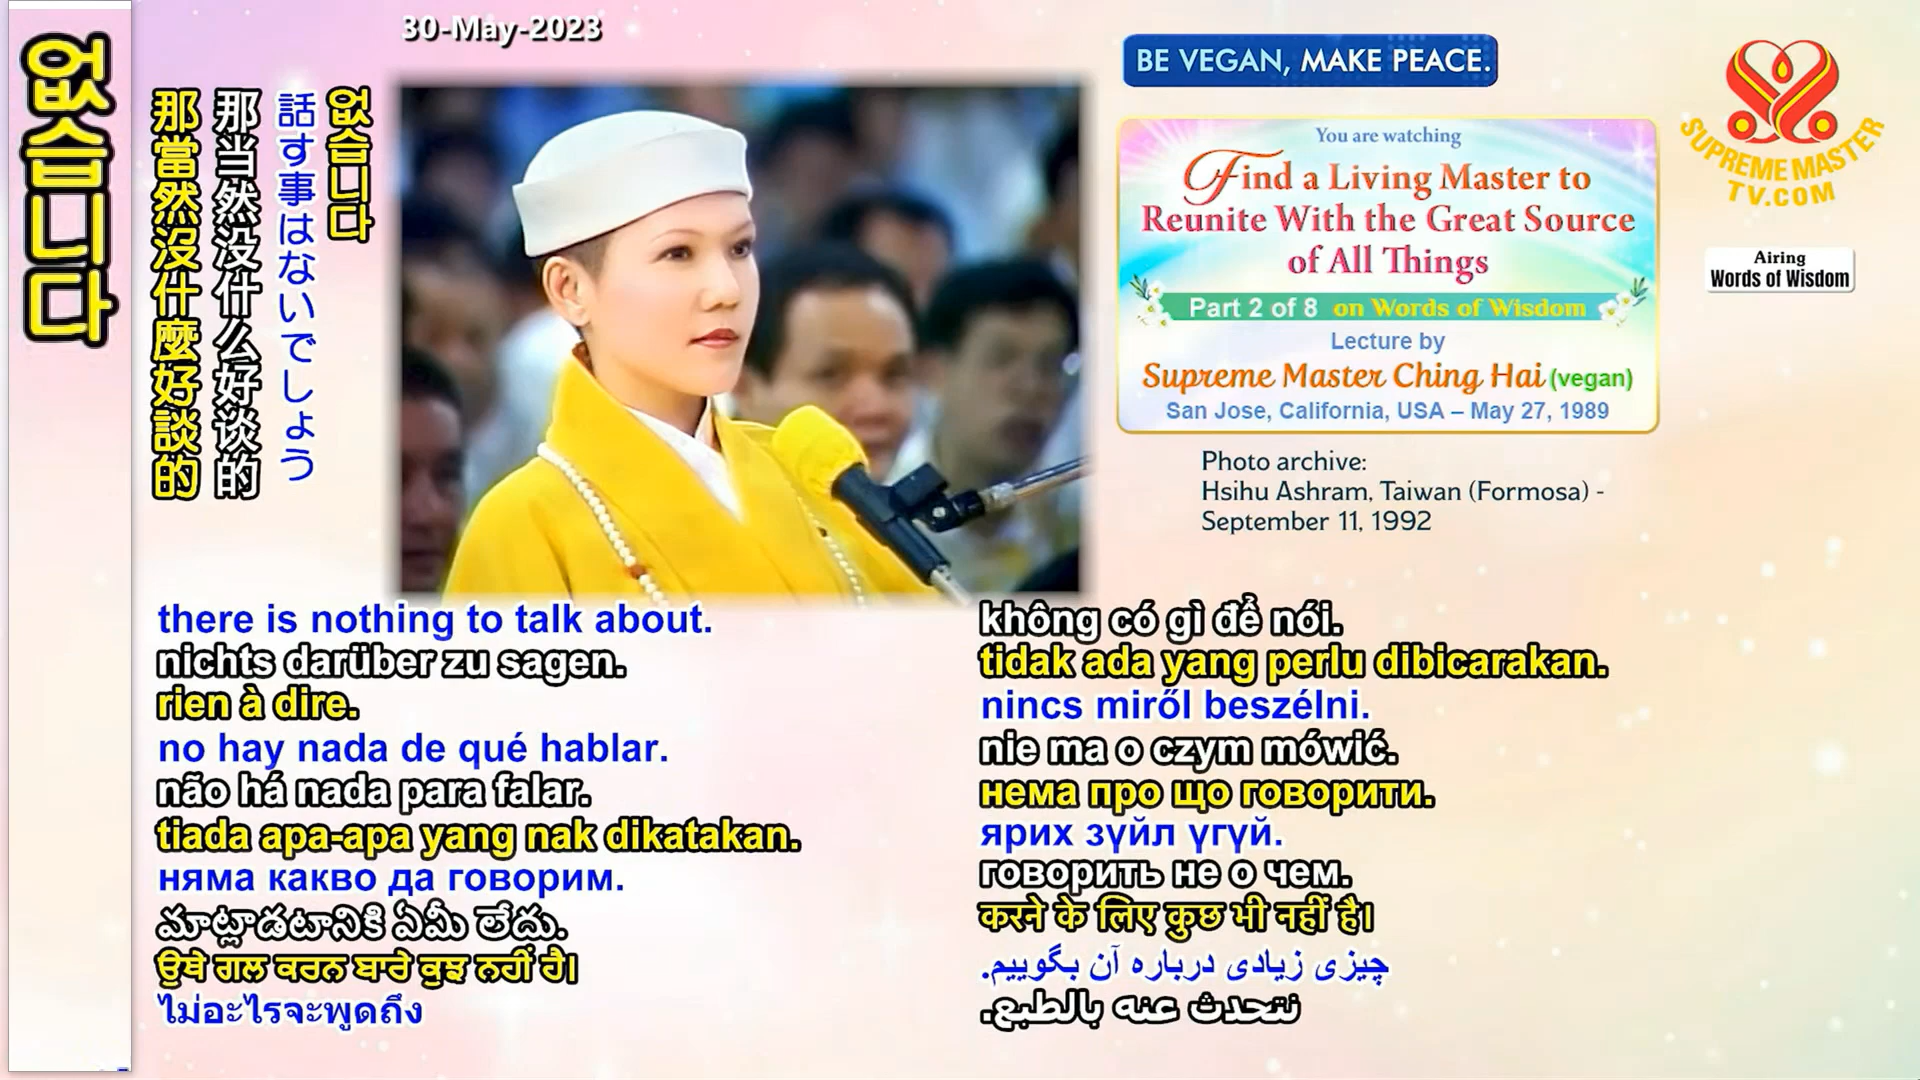 없습니다
30-May-2023
없습니다
話す事はないでしょう
那当然没什么好谈的
那當然沒什麼好談的
BE VEGAN, MAKE PEACE.
You are watching
Find a Living Master to
Reunite With the Great Source
of All Things
Part 2 of 8 on Words of Wisdom
Lecture by
Supreme Master Ching Hai (vegan)
San Jose, California, USA – May 27, 1989
SUPREME MASTER
TV.COM
Airing
Words of Wisdom
Photo archive:
Hsihu Ashram, Taiwan (Formosa) -
September 11, 1992
there is nothing to talk about.
nichts darüber zu sagen.
rien à dire.
no hay nada de qué hablar.
não há nada para falar.
tiada apa-apa yang nak dikatakan.
няма какво да говорим.
మాట్లాడటానికి ఏమీ లేదు.
ਉਥੇ ਗਲ ਕਰਨ ਬਾਰੇ ਕੁਝ ਨਹੀਂ ਹੈ।
ไม่อะไรจะพูดถึง
không có gì để nói.
tidak ada yang perlu dibicarakan.
nincs miről beszélni.
nie ma o czym mówić.
нема про що говорити.
ярих зүйл үгүй.
говорить не о чем.
करने के लिए कुछ भी नहीं है।
چیزی زیادی درباره آن بگوییم.
نتحدث عنه بالطبع.